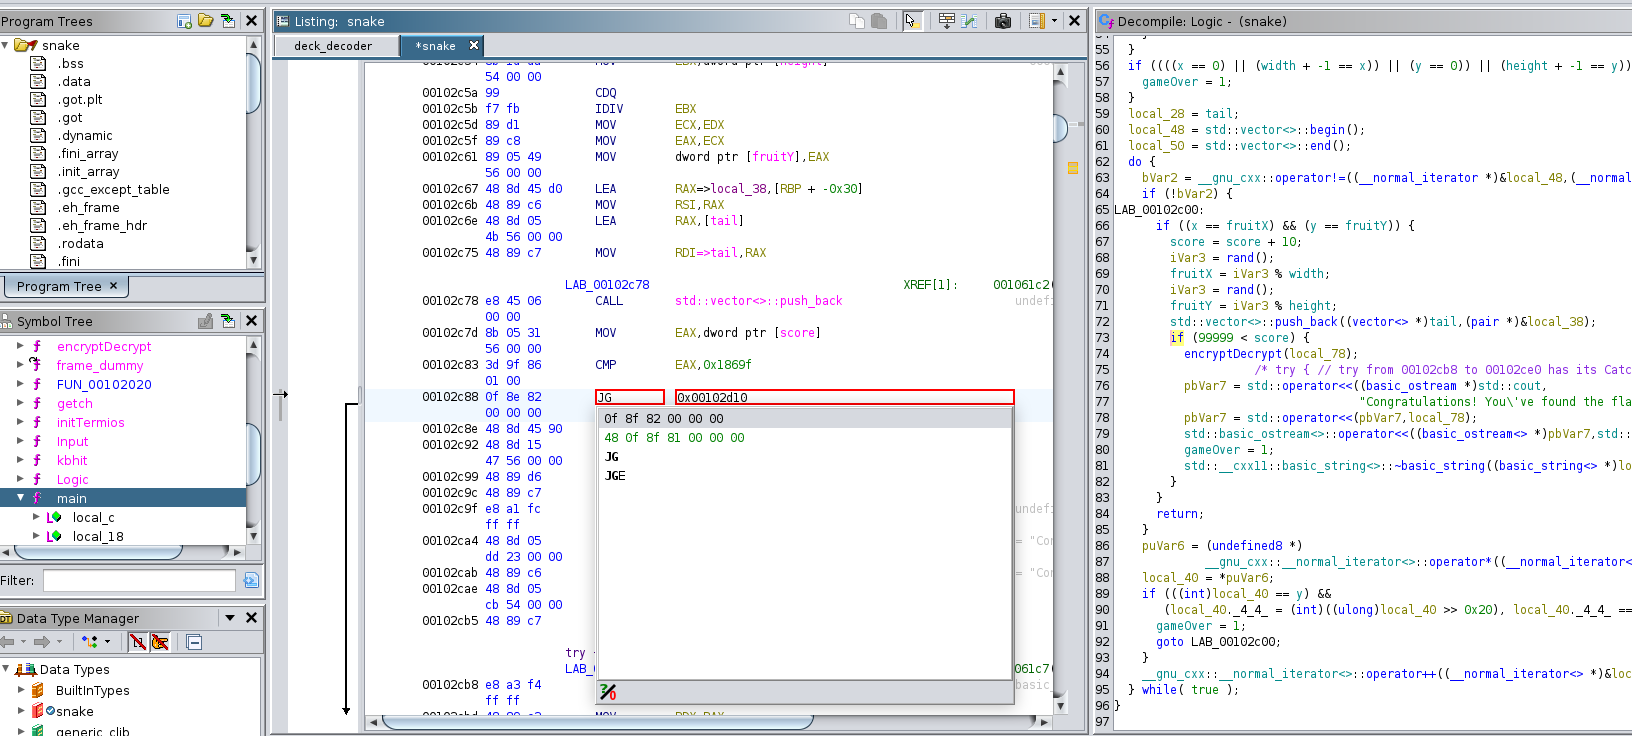 Program Trees
snake
.bss
.data
.got.plt
.got
.dynamic
.fini_array
.init_array
.gcc_except_table
.eh_frame
.eh_frame_hdr
.rodata
.fini
Program Tree ×
Symbol Tree
encryptDecrypt
frame_dummy
FUN_00102020
getch
initTermios
Input
kbhit
Logic
main
local_c
local_18
Filter:
Data Type Manager
Data Types
BuiltInTypes
snake
generic_clib
Listing: snake
deck_decoder
*snake
54 00 00
00102c5a 99 CDQ
00102c5b f7 fb IDIV EBX
00102c5d 89 d1 MOV ECX,EDX
00102c5f 89 c8 MOV EAX,ECX
00102c61 89 05 49 MOV dword ptr [fruitY],EAX
56 00 00
00102c67 48 8d 45 d0 LEA RAX=>local_38,[RBP + -0x30]
00102c6b 48 89 c6 MOV RSI,RAX
00102c6e 48 8d 05 LEA RAX,[tail]
4b 56 00 00
00102c75 48 89 c7 MOV RDI=>tail,RAX
LAB_00102c78 XREF[1]: 001061c2(
00102c78 e8 45 06 CALL std::vector<>::push_back undefi
00 00
00102c7d 8b 05 31 MOV EAX,dword ptr [score]
56 00 00
00102c83 3d 9f 86 CMP EAX,0x1869f
01 00
00102c88 0f 8e 82 JG 0x00102d10
00 00 00
0f 8f 82 00 00 00
48 0f 8f 81 00 00 00
JG
JGE
00102c8e 48 8d 45 90
00102c92 48 8d 15
47 56 00 00
00102c99 48 89 d6
00102c9c 48 89 c7
00102c9f e8 a1 fc undefi
ff ff
00102ca4 48 8d 05 = "Con
dd 23 00 00
00102cab 48 89 c6 = "Con
00102cae 48 8d 05
cb 54 00 00
00102cb5 48 89 c7
try
LAB_ 061c7(
00102cb8 e8 a3 f4 basic_
ff ff
Decompile: Logic - (snake)
55 }
56 if ((((x == 0) || (width + -1 == x)) || (y == 0)) || (height + -1 == y))
57 gameOver = 1;
58 }
59 local_28 = tail;
60 local_48 = std::vector<>::begin();
61 local_50 = std::vector<>::end();
62 do {
63 bVar2 = __gnu_cxx::operator!=((__normal_iterator *)&local_48,(__normal
64 if (!bVar2) {
65 LAB_00102c00:
66 if ((x == fruitX) && (y == fruitY)) {
67 score = score + 10;
68 iVar3 = rand();
69 fruitX = iVar3 % width;
70 iVar3 = rand();
71 fruitY = iVar3 % height;
72 std::vector<>::push_back((vector<> *)tail,(pair *)&local_38);
73 if (99999 < score) {
74 encryptDecrypt(local_78);
75 /* try { // try from 00102cb8 to 00102ce0 has its Catc
76 pbVar7 = std::operator<<((basic_ostream *)std::cout,
77 "Congratulations! You\'ve found the fla
78 pbVar7 = std::operator<<(pbVar7,local_78);
79 std::basic_ostream<>::operator<<((basic_ostream<> *)pbVar7,std::
80 gameOver = 1;
81 std::__cxx11::basic_string<>::~basic_string((basic_string<> *)lo
82 }
83 }
84 return;
85 }
86 puVar6 = (undefined8 *)
87 __gnu_cxx::__normal_iterator<>::operator*((__normal_iterator<
88 local_40 = *puVar6;
89 if (((int)local_40 == y) &&
90 (local_40._4_4_ = (int)((ulong)local_40 >> 0x20), local_40._4_4_ ==
91 gameOver = 1;
92 goto LAB_00102c00;
93 }
94 __gnu_cxx::__normal_iterator<>::operator++((__normal_iterator<> *)&loc
95 } while( true );
96 }
97